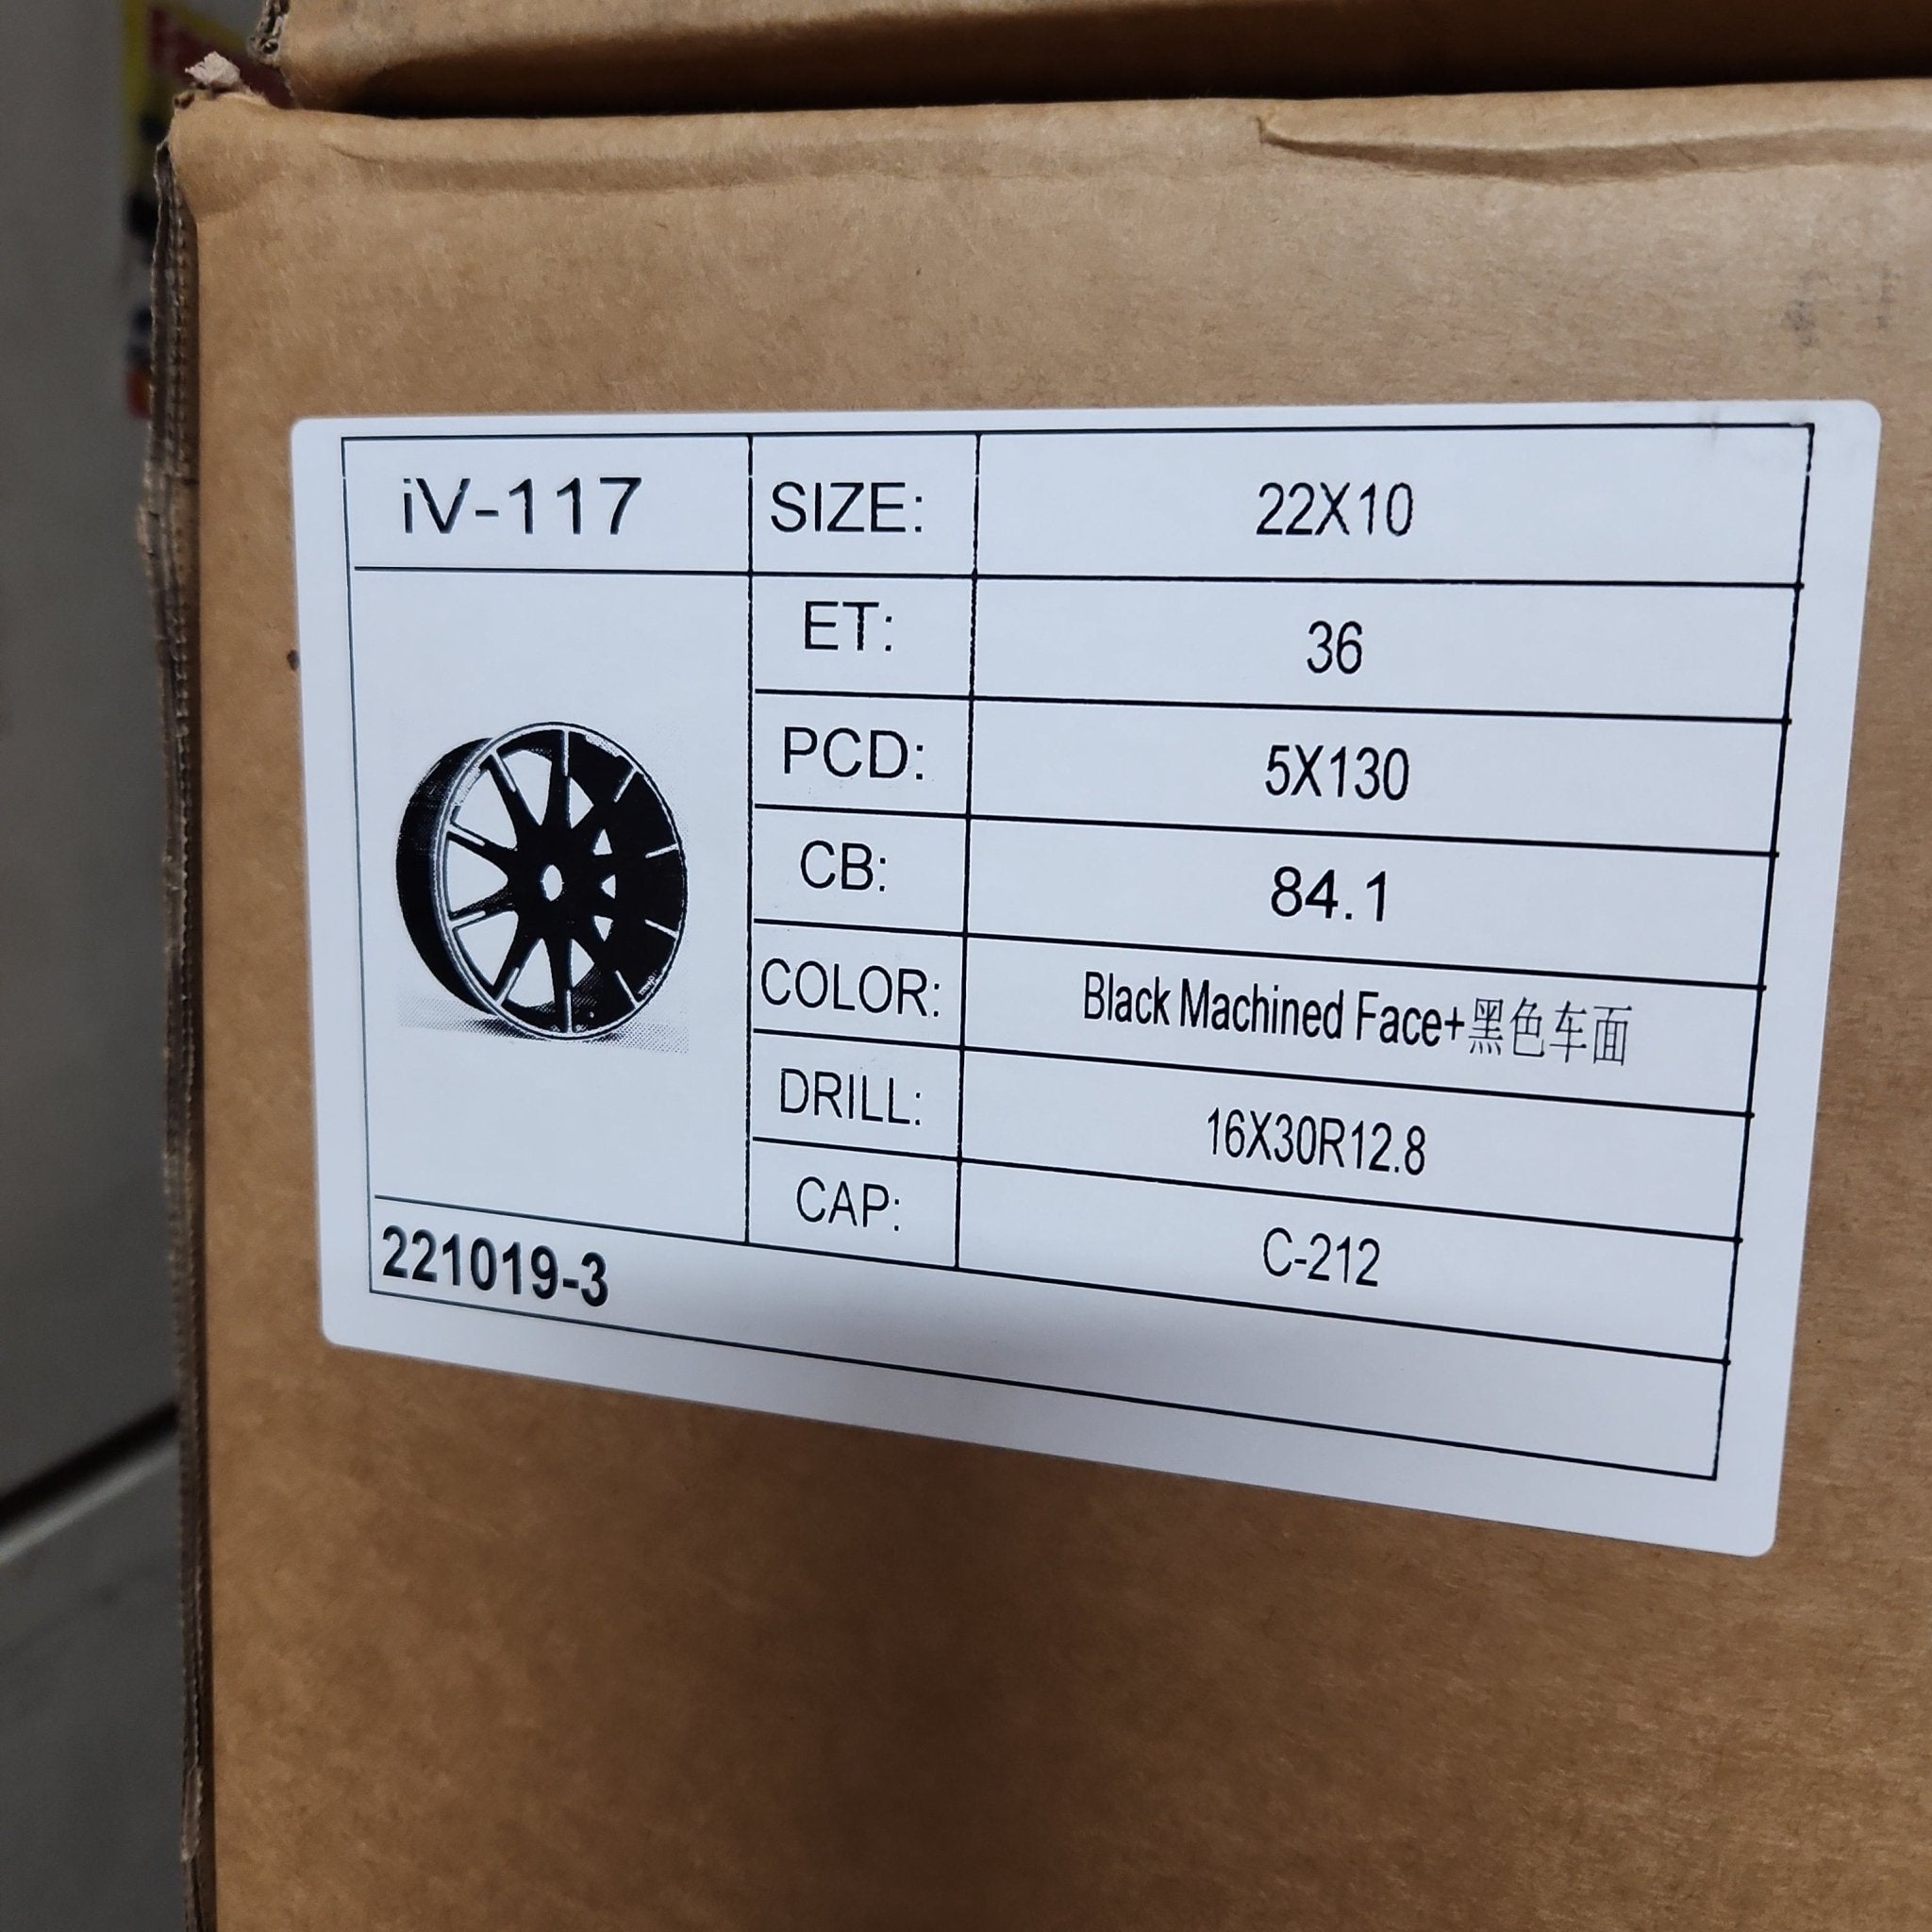 iV-117
SIZE: 22X10
ET: 36
PCD: 5X130
CB: 84.1
COLOR: Black Machined Face+黑色车面
DRILL: 16X30R12.8
CAP: C-212
221019-3